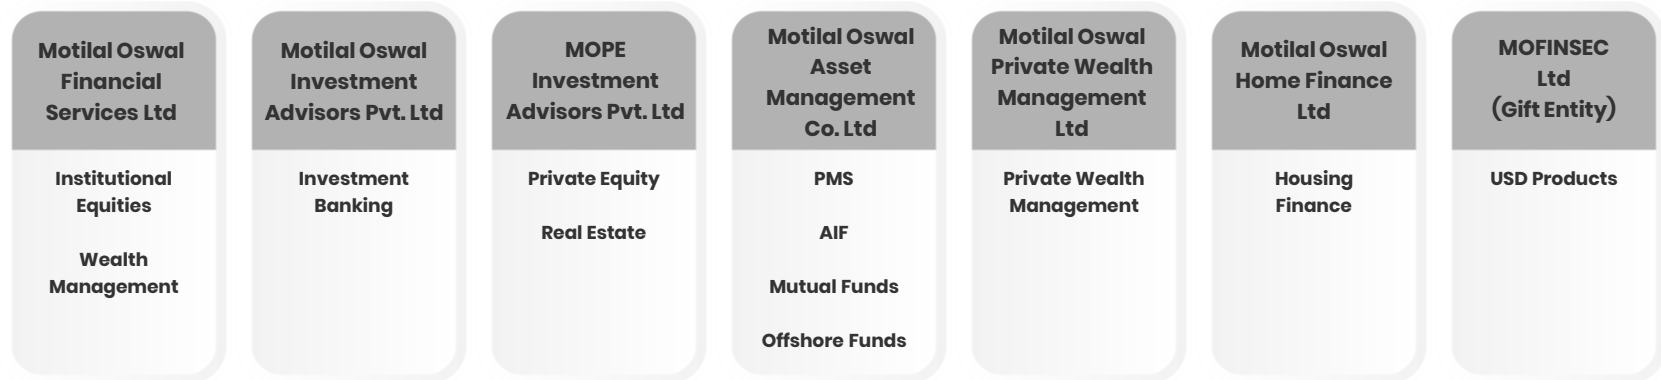 Motilal Oswal
Financial
Services Ltd
Institutional
Equities
Wealth
Management
Motilal Oswal
Investment
Advisors Pvt. Ltd
Investment
Banking
MOPE
Investment
Advisors Pvt. Ltd
Private Equity
Real Estate
Motilal Oswal
Asset
Management
Co. Ltd
PMS
AIF
Mutual Funds
Offshore Funds
Motilal Oswal
Private Wealth
Management
Ltd
Private Wealth
Management
Motilal Oswal
Home Finance
Ltd
Housing
Finance
MOFINSEC
Ltd
(Gift Entity)
USD Products